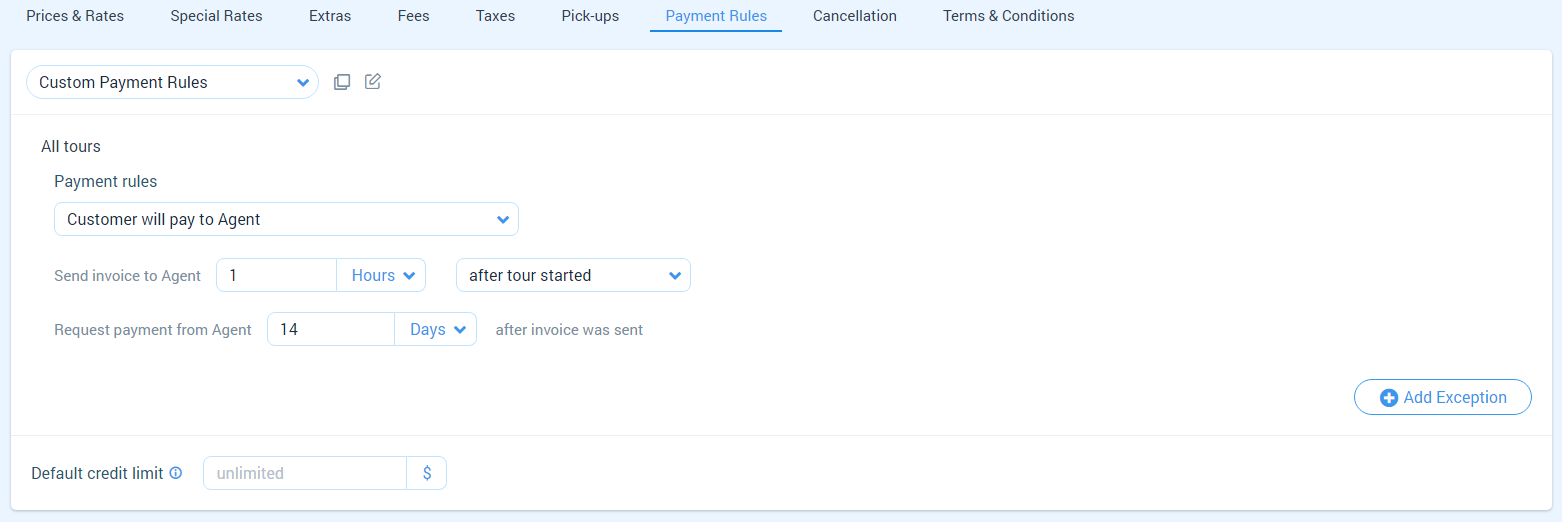 Prices & Rates Special Rates Extras Fees Taxes Pick-ups Payment Rules Cancellation Terms & Conditions
Custom Payment Rules
All tours
Payment rules
Customer will pay to Agent
Send invoice to Agent 1 Hours after tour started
Request payment from Agent 14 Days after invoice was sent
Add Exception
Default credit limit unlimited $